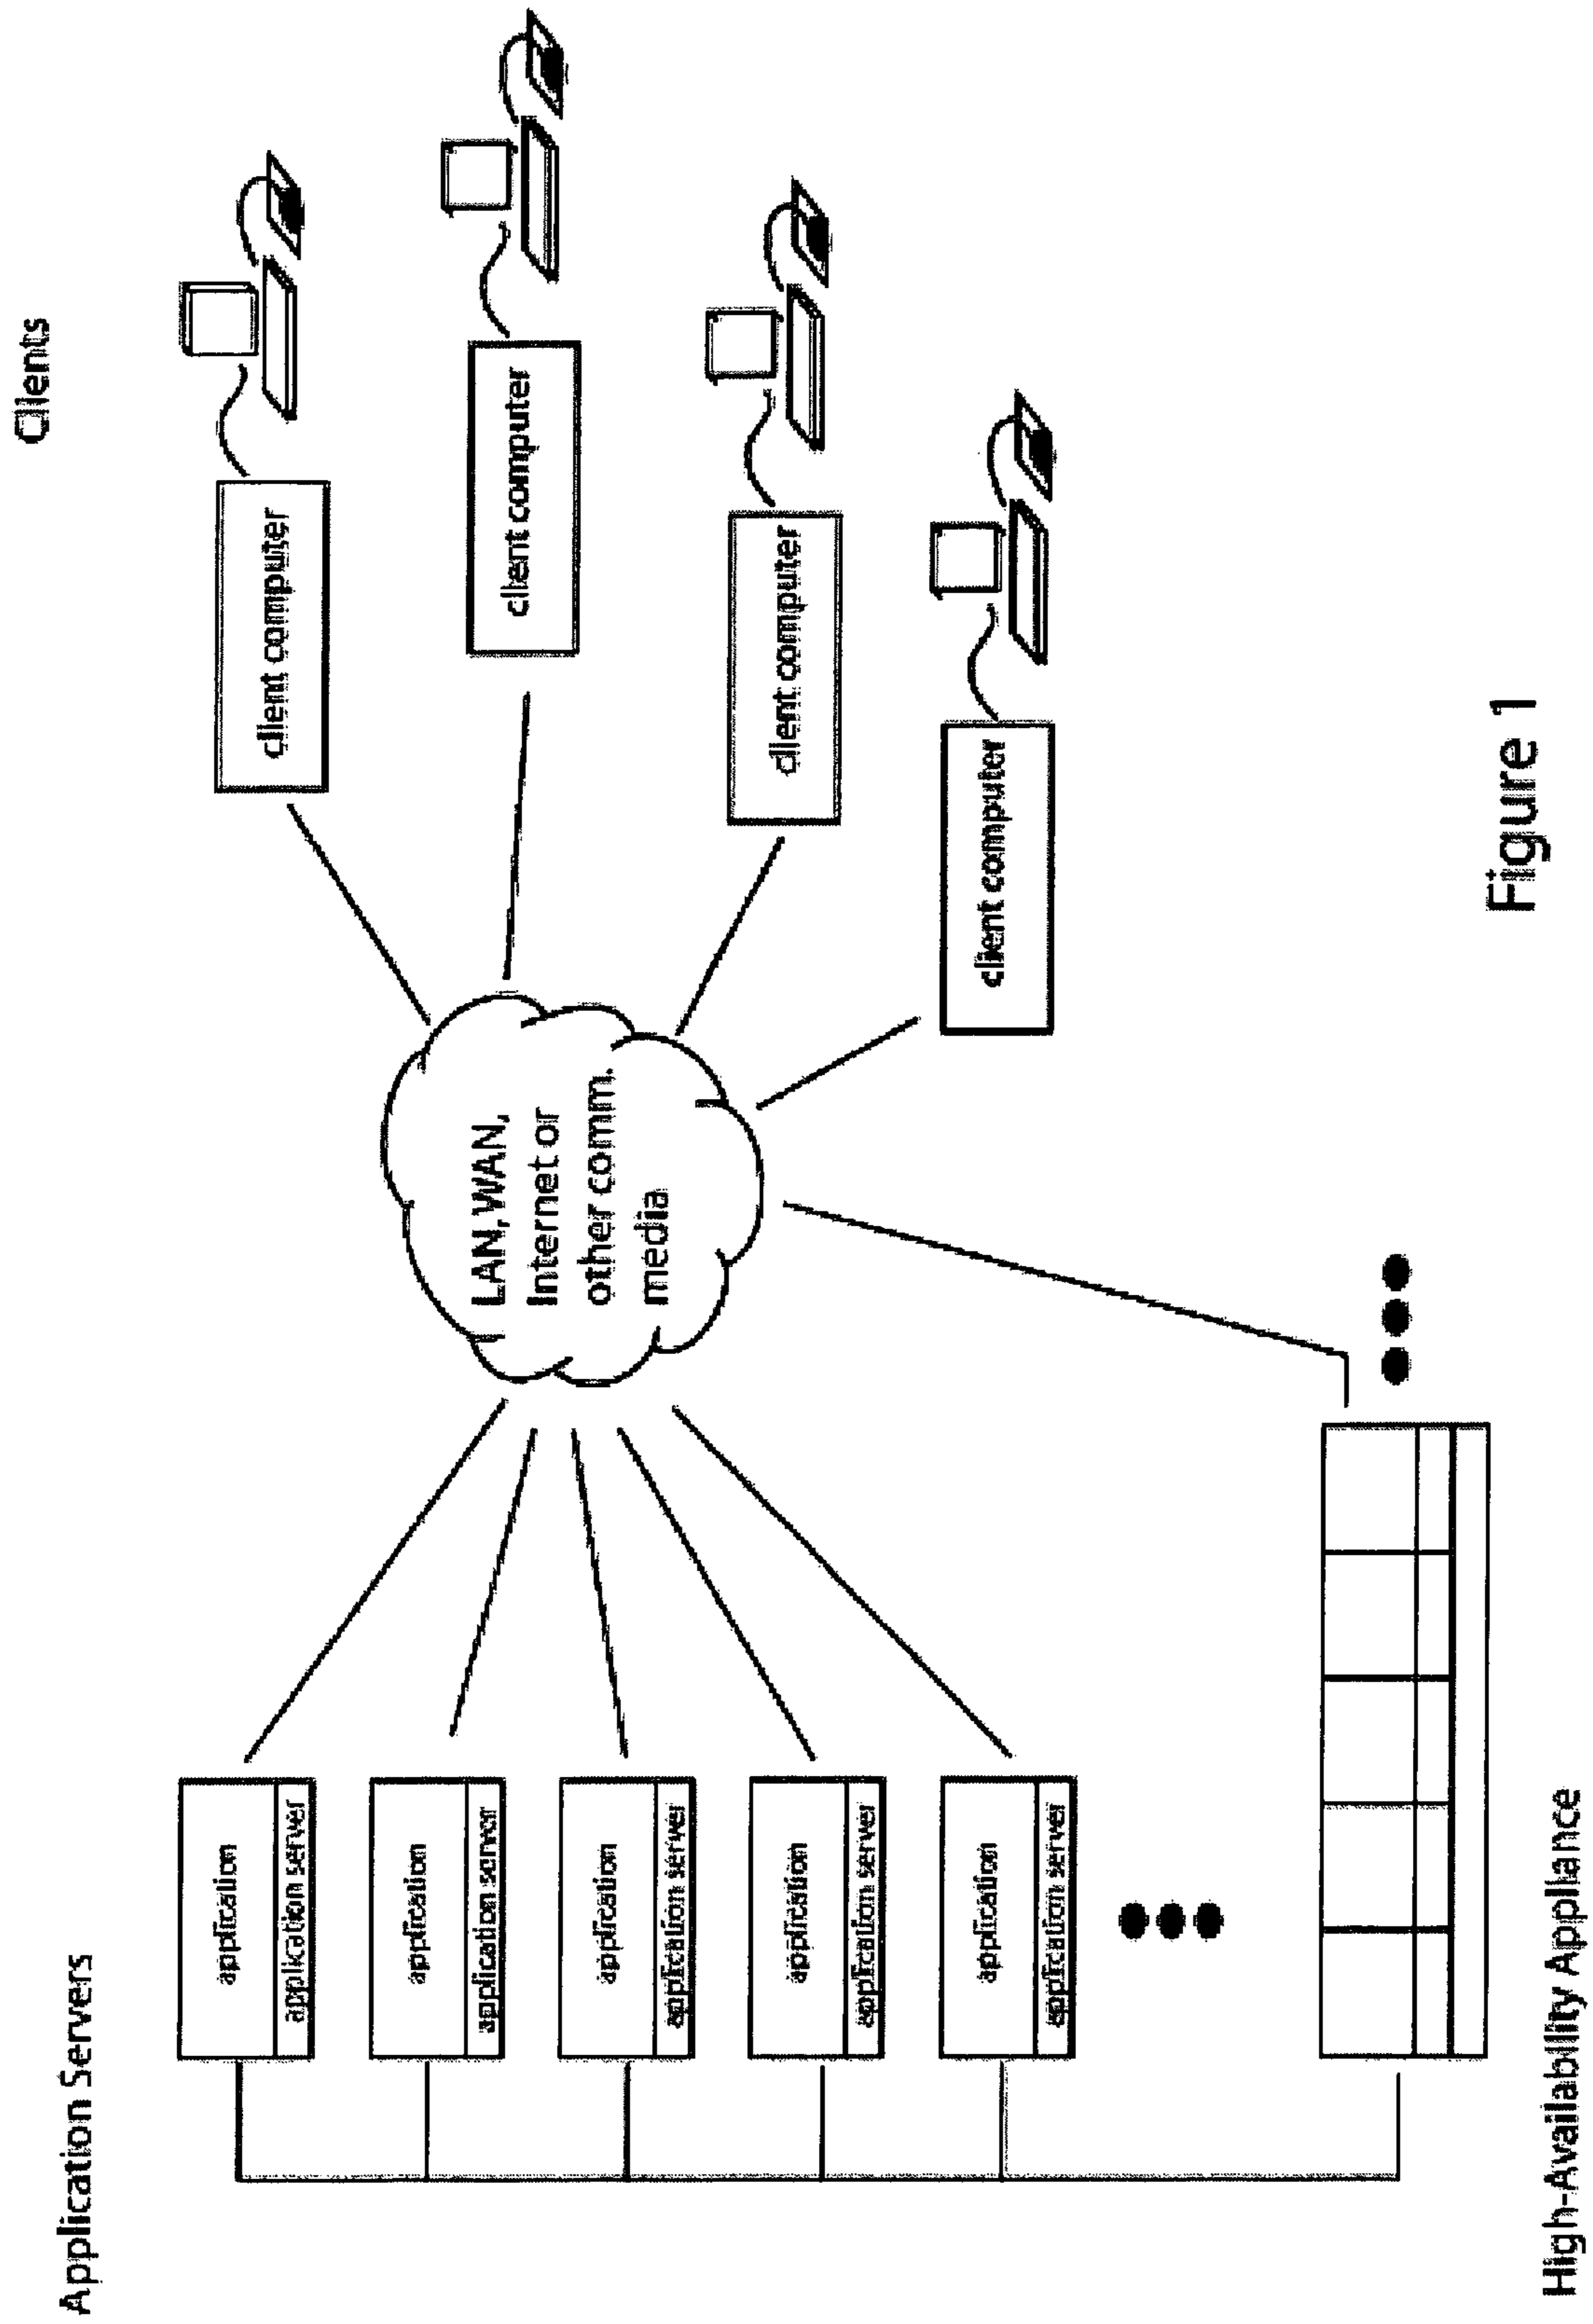 Application Servers
Clients
application
application server
application
application server
application
application server
application
application server
application
application server
LAN,WAN,
Internet or
other comm.
media
client computer
client computer
client computer
client computer
High-Availability Appliance
Figure 1